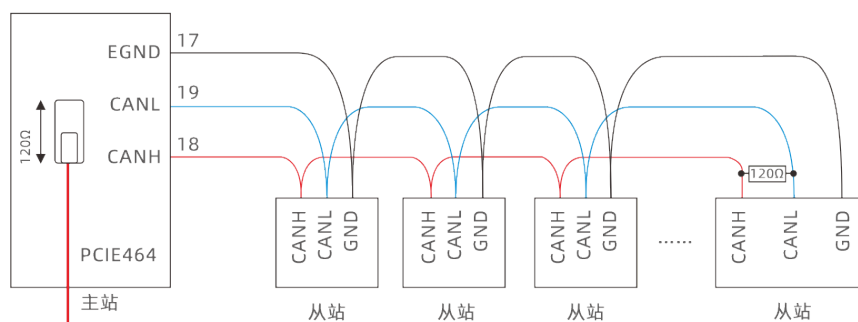 EGND 17
CANL 19
CANH 18
120Ω
PCIE464
主站
120Ω
CANH CANL GND
CANH CANL GND
CANH CANL GND
......
CANH CANL GND
从站
从站
从站
从站